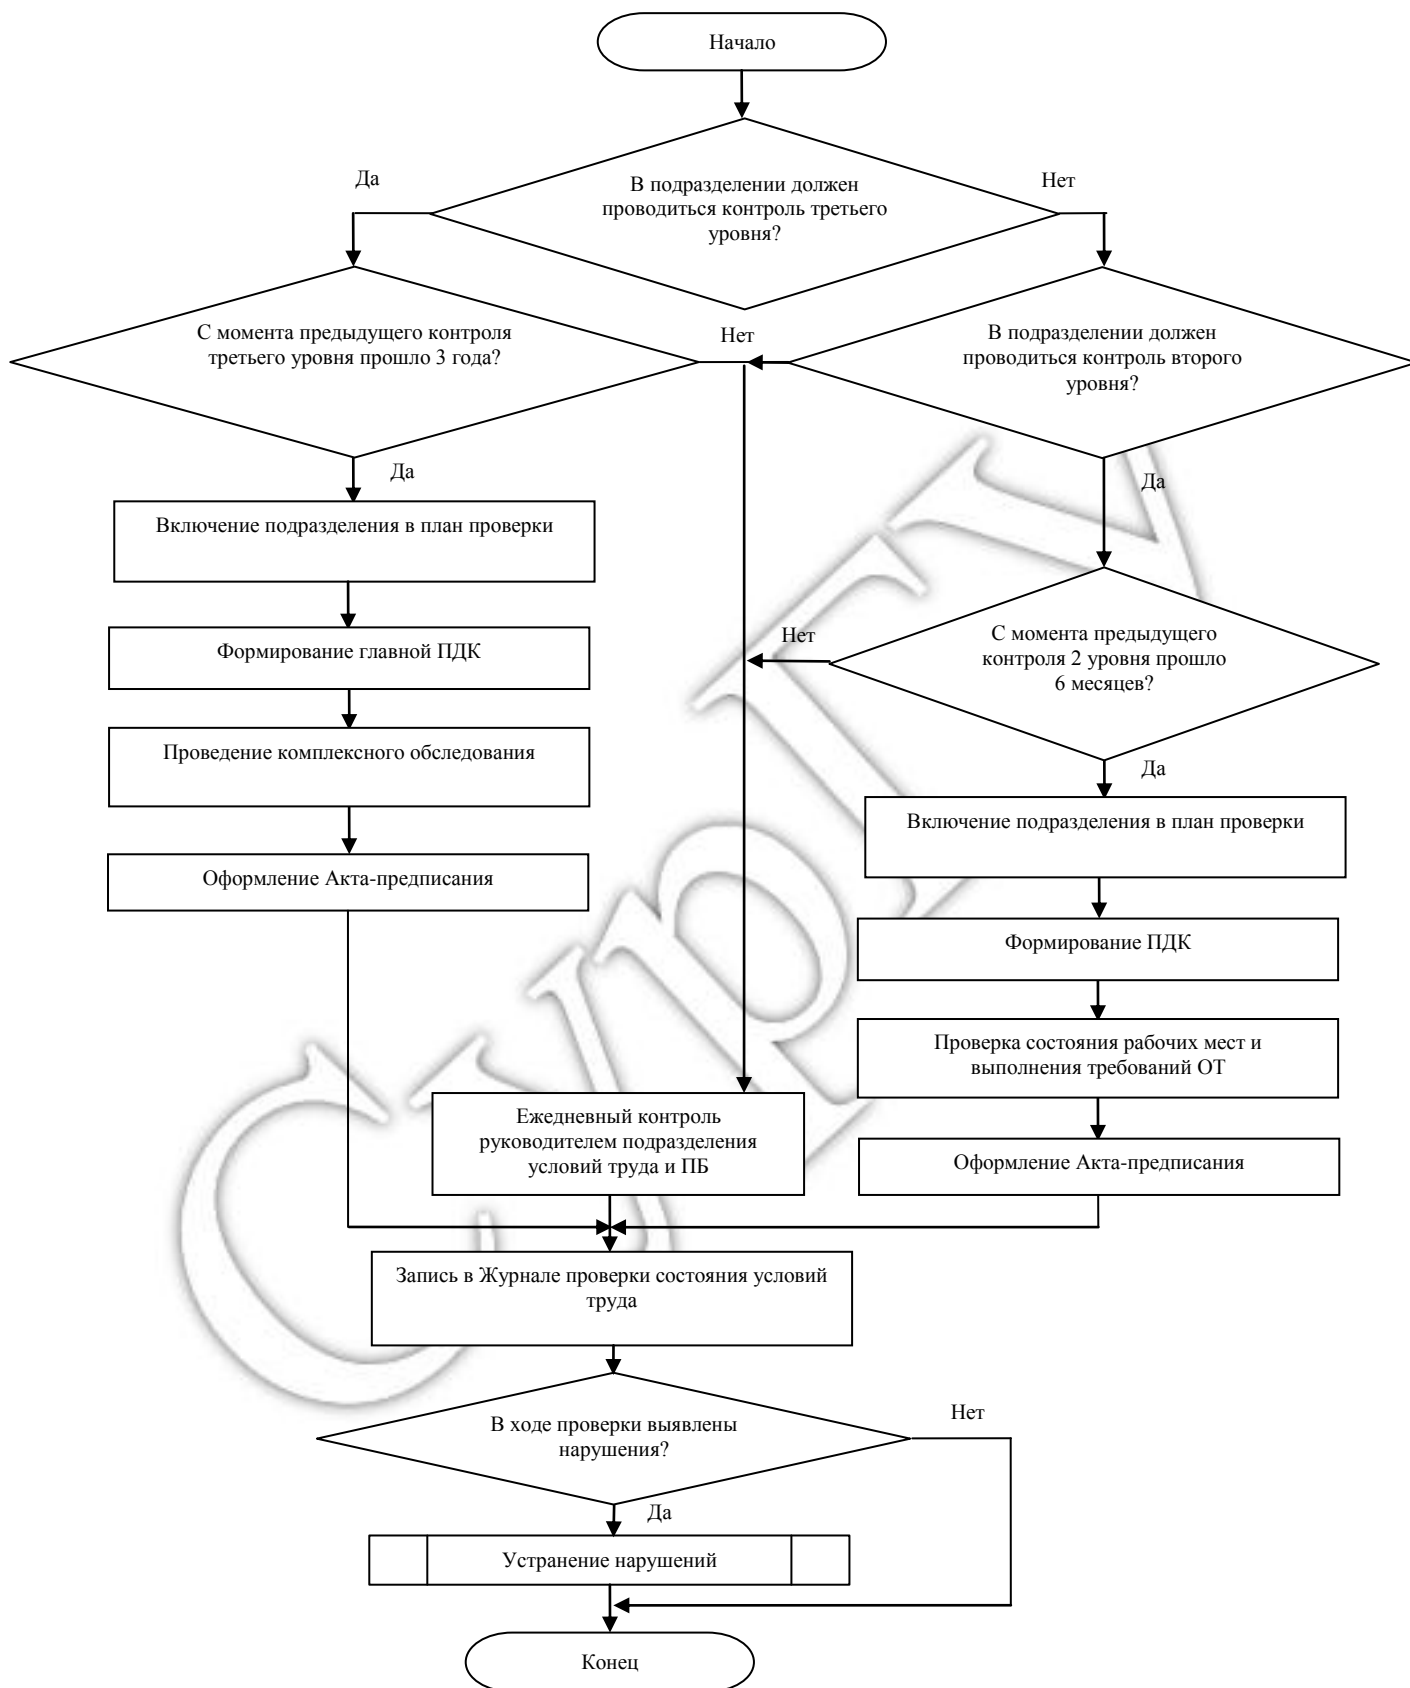 Начало
Да
В подразделении должен
проводиться контроль третьего
уровня?
Нет
С момента предыдущего контроля
третьего уровня прошло 3 года?
Нет
В подразделении должен
проводиться контроль второго
уровня?
Да
Да
Включение подразделения в план проверки
Формирование главной ПДК
Нет
С момента предыдущего
контроля 2 уровня прошло
6 месяцев?
Проведение комплексного обследования
Да
Включение подразделения в план проверки
Оформление Акта-предписания
Формирование ПДК
Проверка состояния рабочих мест и
выполнения требований ОТ
Ежедневный контроль
руководителем подразделения
условий труда и ПБ
Оформление Акта-предписания
Запись в Журнале проверки состояния условий
труда
В ходе проверки выявлены
нарушения?
Нет
Да
Устранение нарушений
Конец